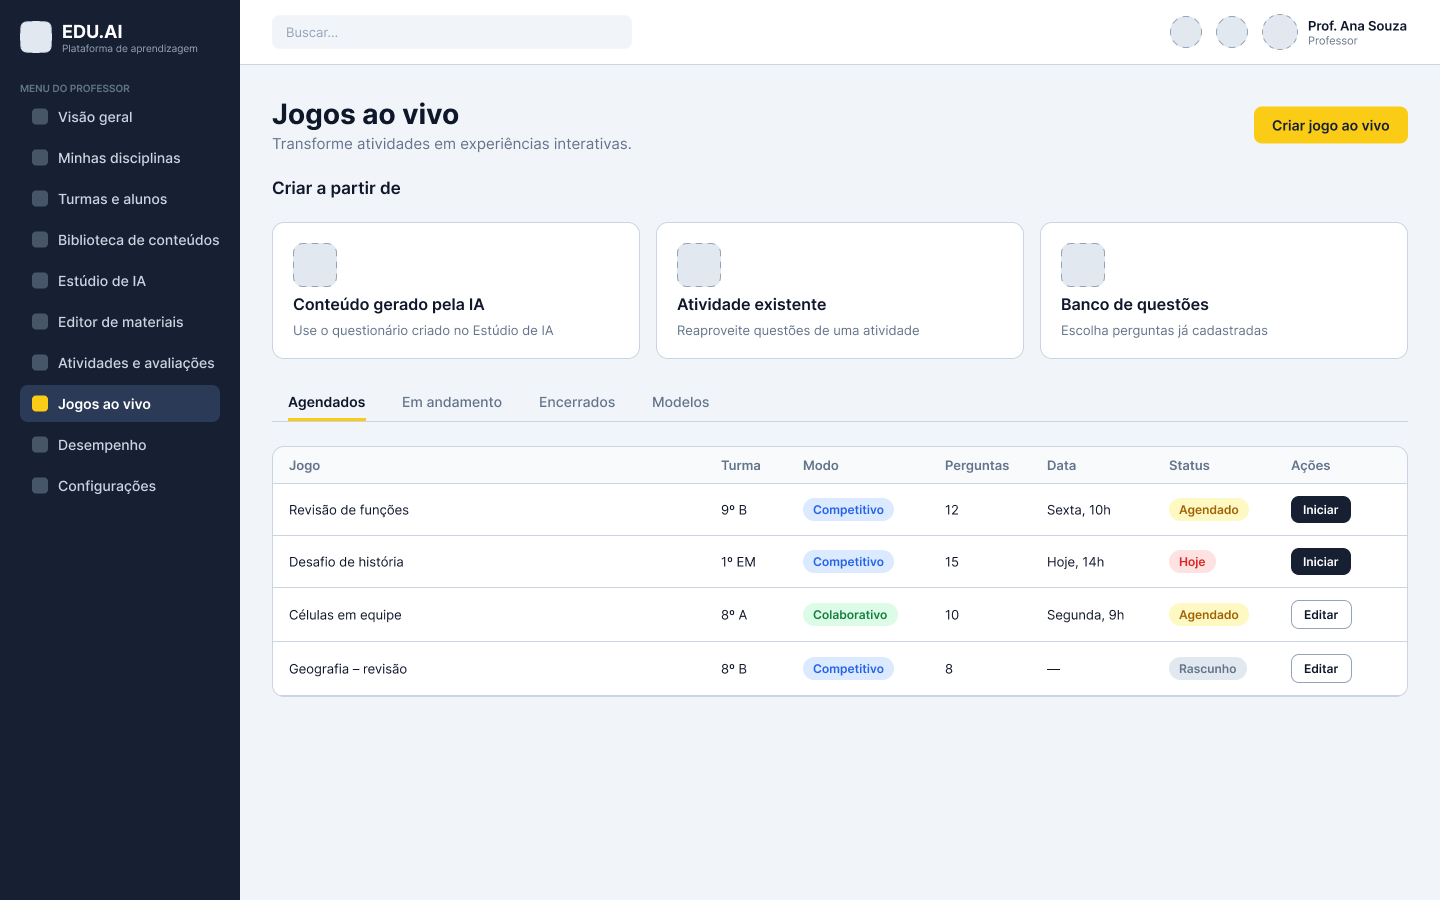 EDU.AI
Plataforma de aprendizagem
MENU DO PROFESSOR
Visão geral
Minhas disciplinas
Turmas e alunos
Biblioteca de conteúdos
Estúdio de IA
Editor de materiais
Atividades e avaliações
Jogos ao vivo
Desempenho
Configurações
Buscar...
Prof. Ana Souza
Professor
Jogos ao vivo
Transforme atividades em experiências interativas.
Criar jogo ao vivo
Criar a partir de
Conteúdo gerado pela IA
Use o questionário criado no Estúdio de IA
Atividade existente
Reaproveite questões de uma atividade
Banco de questões
Escolha perguntas já cadastradas
Agendados Em andamento Encerrados Modelos
Jogo Turma Modo Perguntas Data Status Ações
Revisão de funções 9º B Competitivo 12 Sexta, 10h Agendado Iniciar
Desafio de história 1º EM Competitivo 15 Hoje, 14h Hoje Iniciar
Células em equipe 8º A Colaborativo 10 Segunda, 9h Agendado Editar
Geografia – revisão 8º B Competitivo 8 — Rascunho Editar